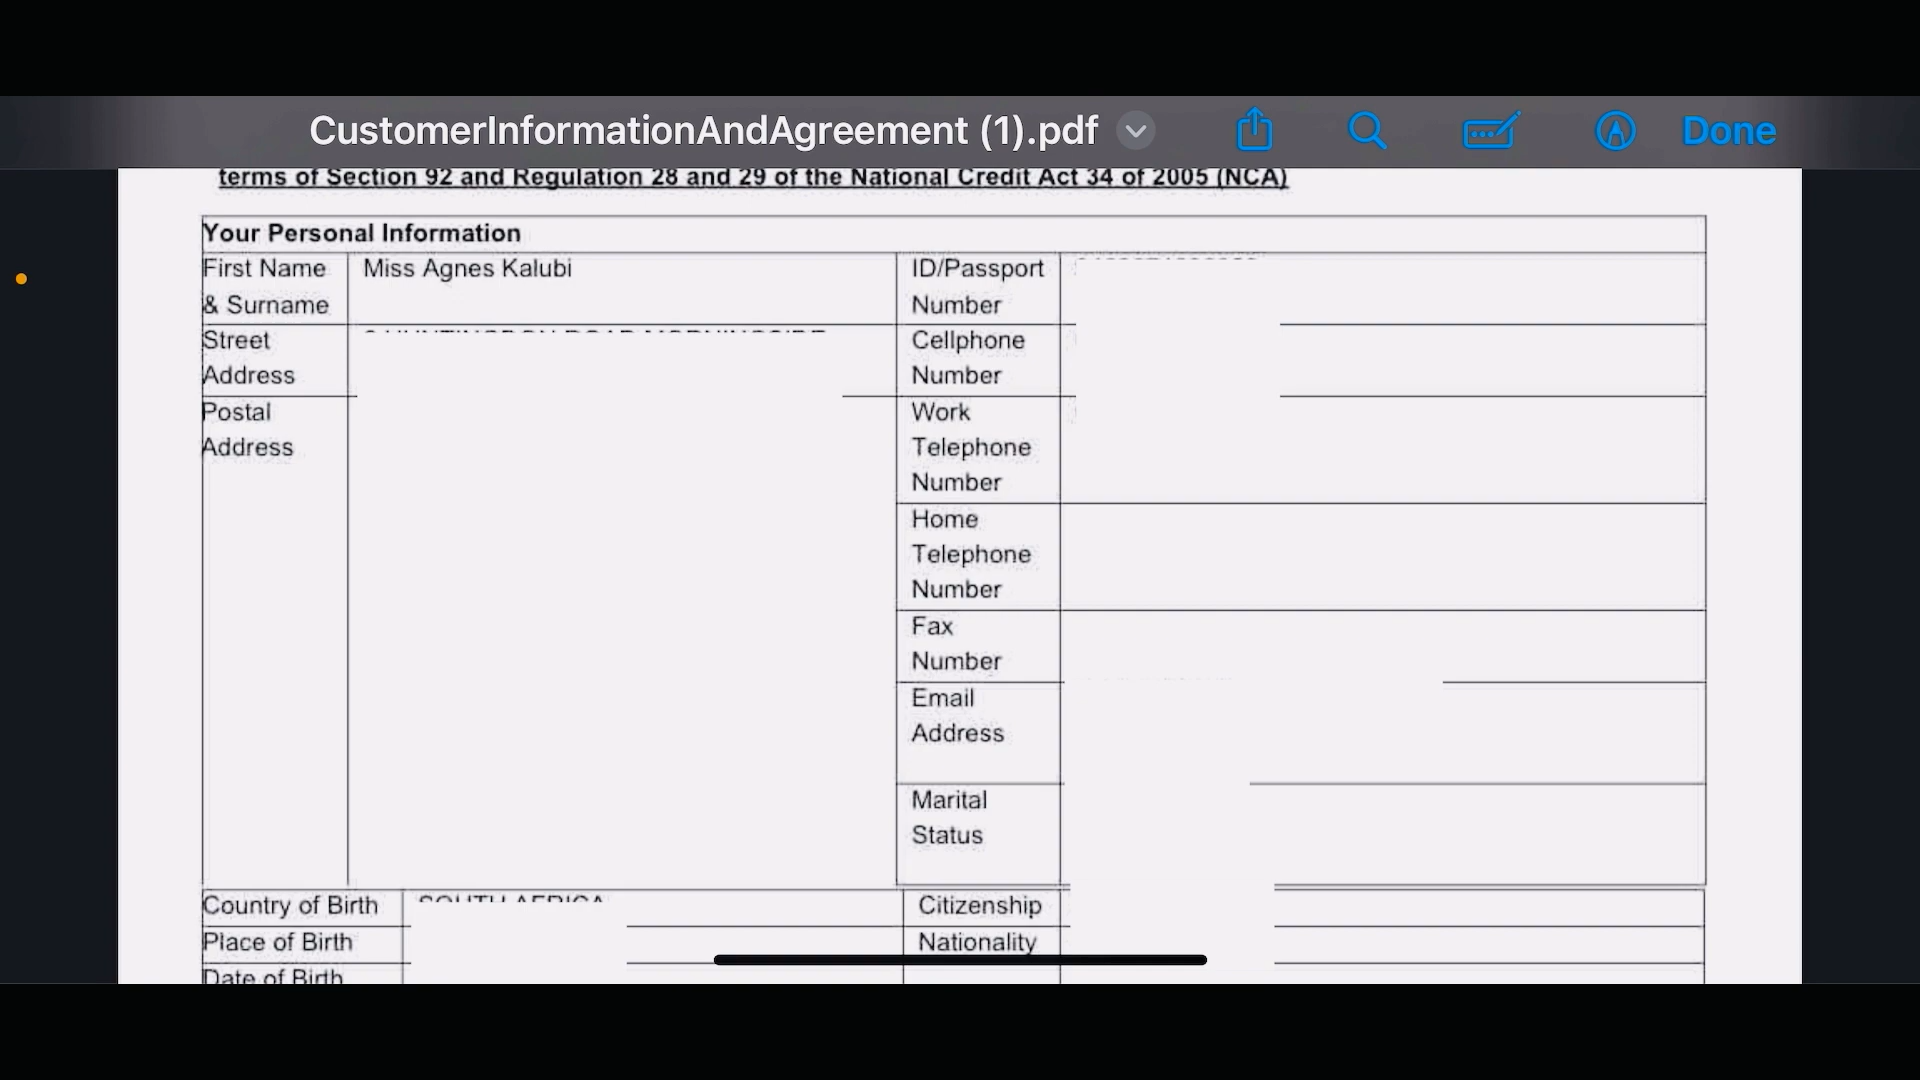 CustomerInformationAndAgreement (1).pdf
Done
terms of Section 92 and Regulation 28 and 29 of the National Credit Act 34 of 2005 (NCA)
Your Personal Information
First Name & Surname
Miss Agnes Kalubi
ID/Passport Number
Street Address
Cellphone Number
Postal Address
Work Telephone Number
Home Telephone Number
Fax Number
Email Address
Marital Status
Country of Birth
Citizenship
Place of Birth
Nationality
Date of Birth